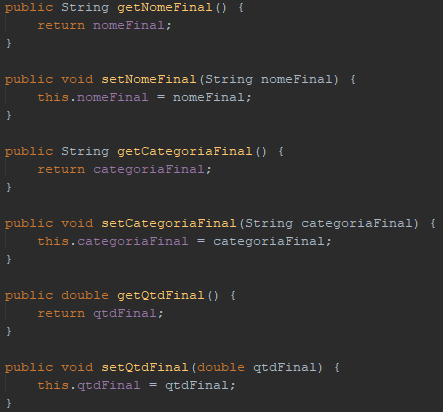 public String getNomeFinal() {
    return nomeFinal;
}

public void setNomeFinal(String nomeFinal) {
    this.nomeFinal = nomeFinal;
}

public String getCategoriaFinal() {
    return categoriaFinal;
}

public void setCategoriaFinal(String categoriaFinal) {
    this.categoriaFinal = categoriaFinal;
}

public double getQtdFinal() {
    return qtdFinal;
}

public void setQtdFinal(double qtdFinal) {
    this.qtdFinal = qtdFinal;
}